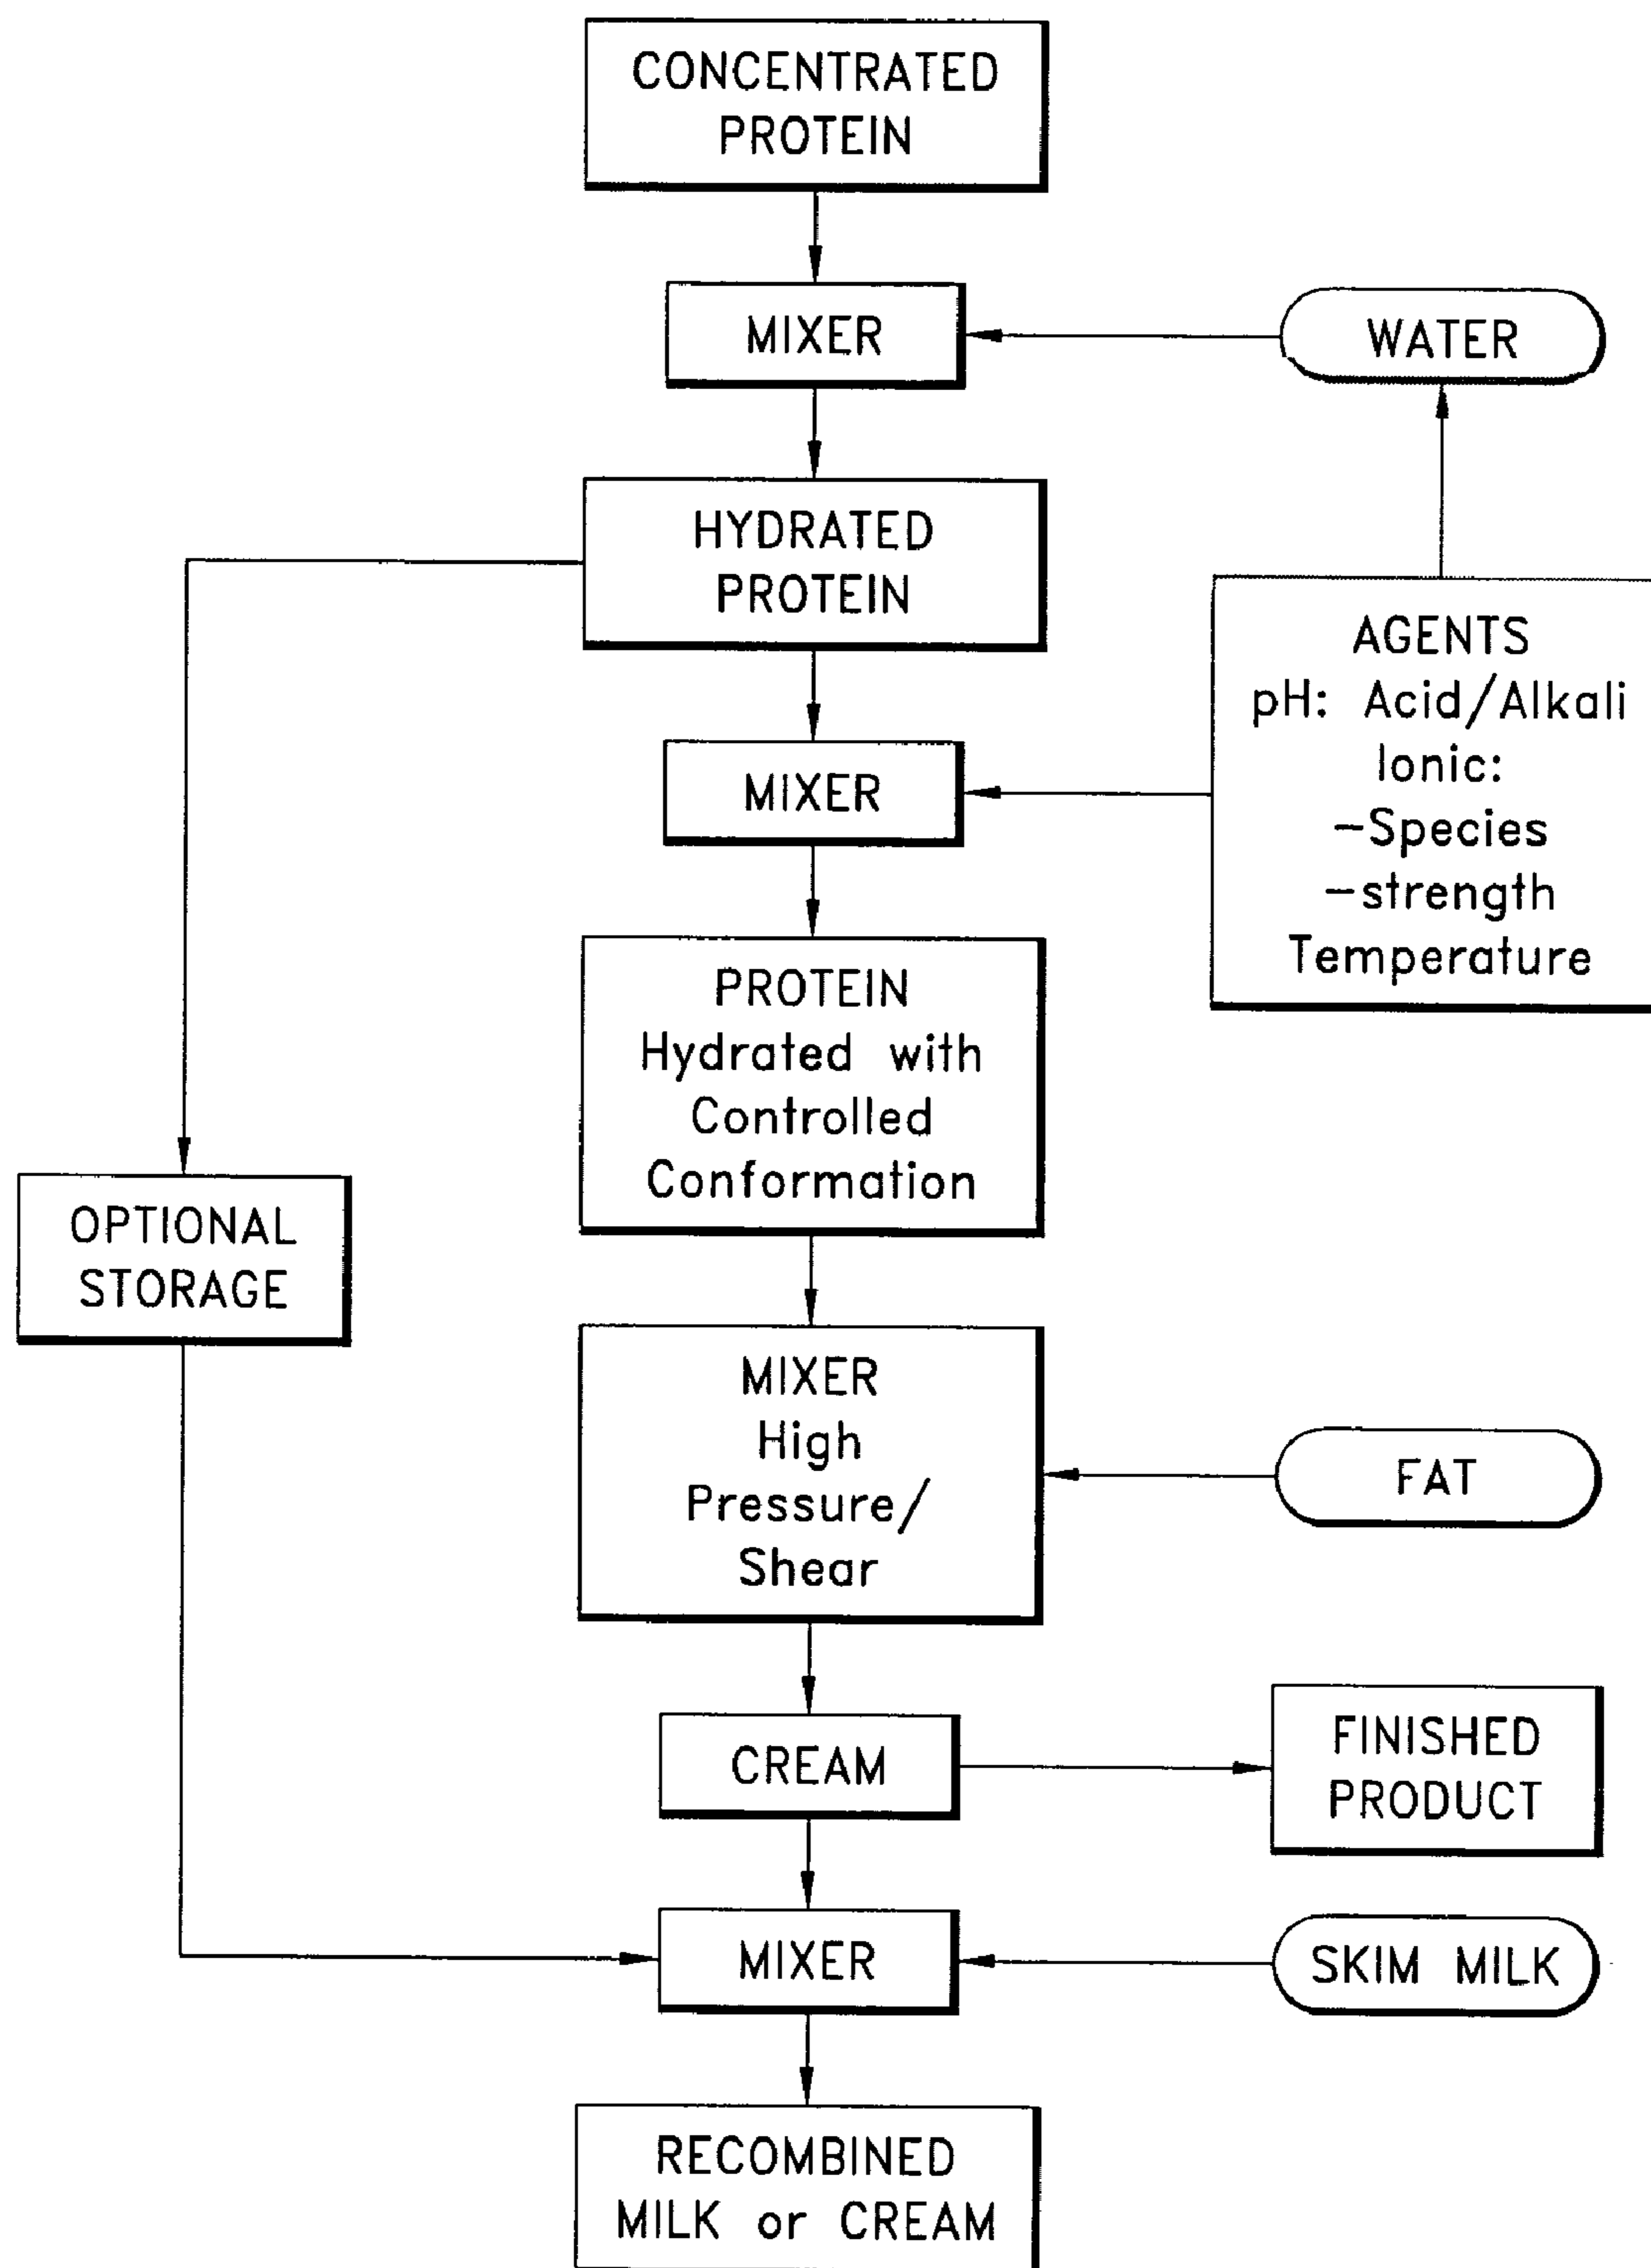 CONCENTRATED
PROTEIN
MIXER
WATER
HYDRATED
PROTEIN
AGENTS
pH: Acid/Alkali
Ionic:
-Species
-strength
Temperature
MIXER
PROTEIN
Hydrated with
Controlled
Conformation
OPTIONAL
STORAGE
MIXER
High
Pressure/
Shear
FAT
CREAM
FINISHED
PRODUCT
MIXER
SKIM MILK
RECOMBINED
MILK or CREAM